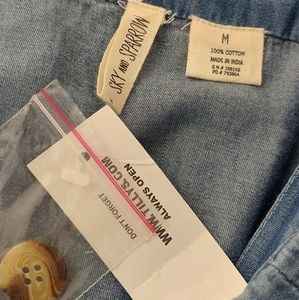 SKY AND SPARROW
M
100% COTTON
MADE IN INDIA
DON'T FORGET
WWW.TILLYS.COM
ALWAYS OPEN